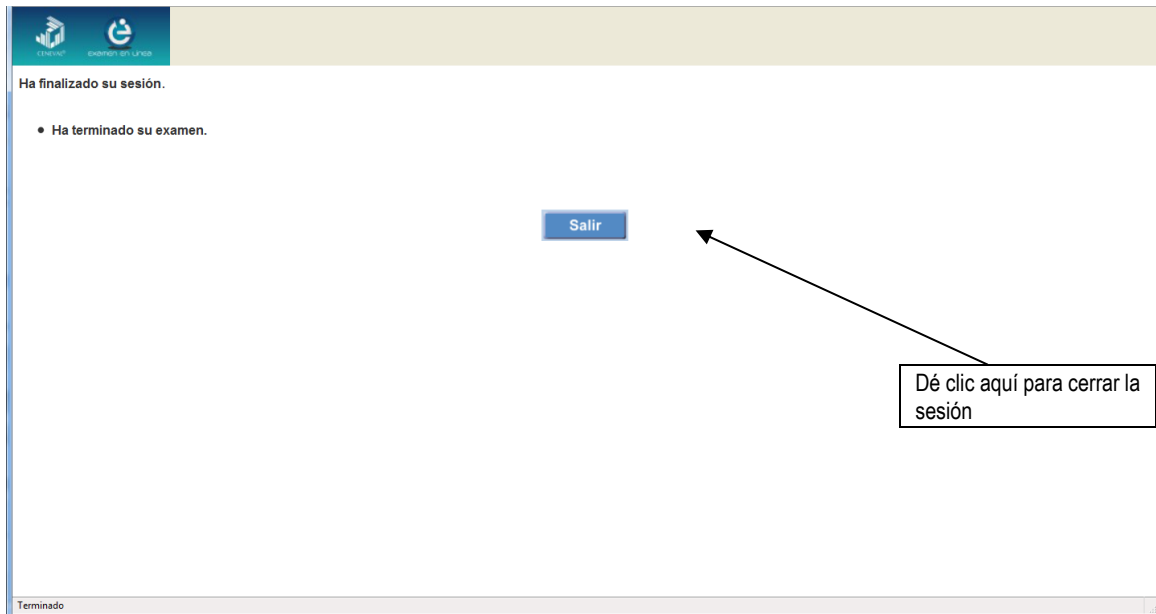 CENEVAL®
examen en línea
Ha finalizado su sesión.
Ha terminado su examen.
Salir
Dé clic aquí para cerrar la
sesión
Terminado